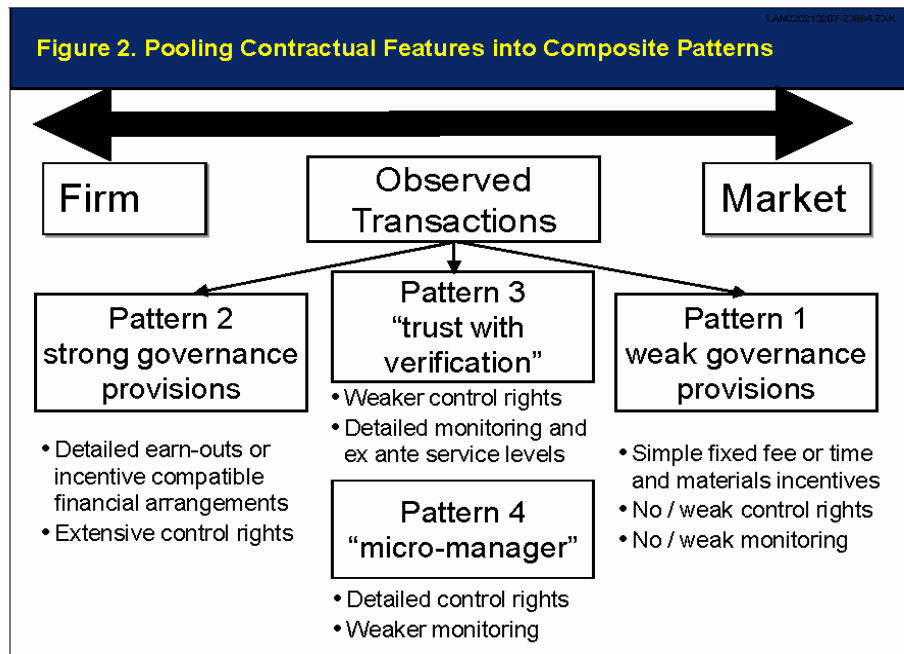 LAN020213287-23884-ZXK
Figure 2. Pooling Contractual Features into Composite Patterns
Firm
Observed
Transactions
Market
Pattern 2
strong governance
provisions
• Detailed earn-outs or
incentive compatible
financial arrangements
• Extensive control rights
Pattern 3
“trust with
verification”
• Weaker control rights
• Detailed monitoring and
ex ante service levels
Pattern 4
“micro-manager”
• Detailed control rights
• Weaker monitoring
Pattern 1
weak governance
provisions
• Simple fixed fee or time
and materials incentives
• No / weak control rights
• No / weak monitoring